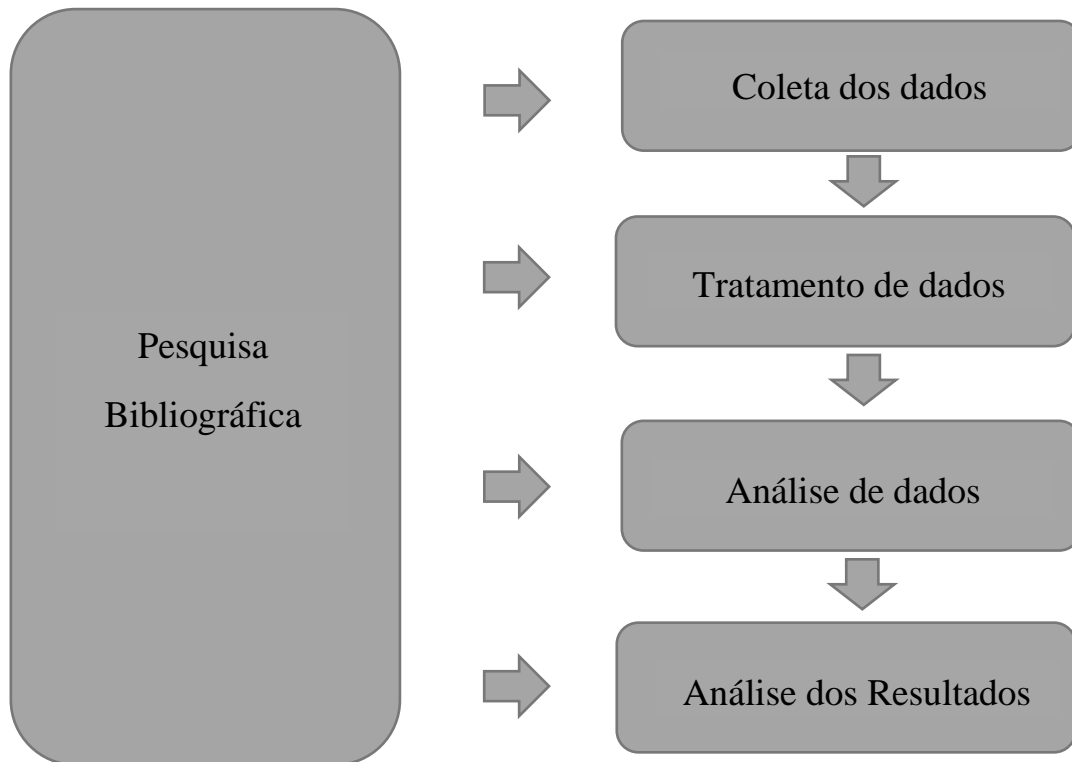 Pesquisa
Bibliográfica
Coleta dos dados
Tratamento de dados
Análise de dados
Análise dos Resultados